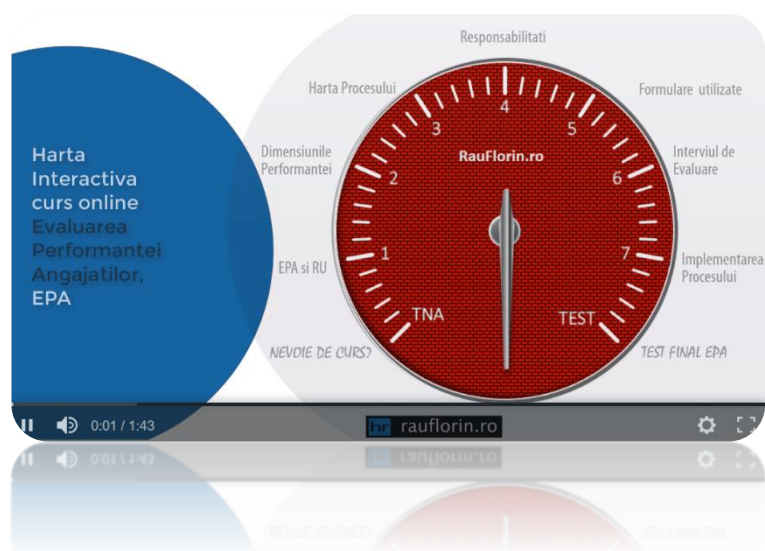 Harta
Interactiva
curs online
Evaluarea
Performantei
Angajatilor,
EPA
Responsabilitati
Harta Procesului
Formulare utilizate
Dimensiunile
Performantei
Interviul de
Evaluare
EPA si RU
Implementarea
Procesului
NEVOIE DE CURS?
TEST FINAL EPA
RauFlorin.ro
1
2
3
4
5
6
7
TNA
TEST
0:01 / 1:43
hr rauflorin.ro